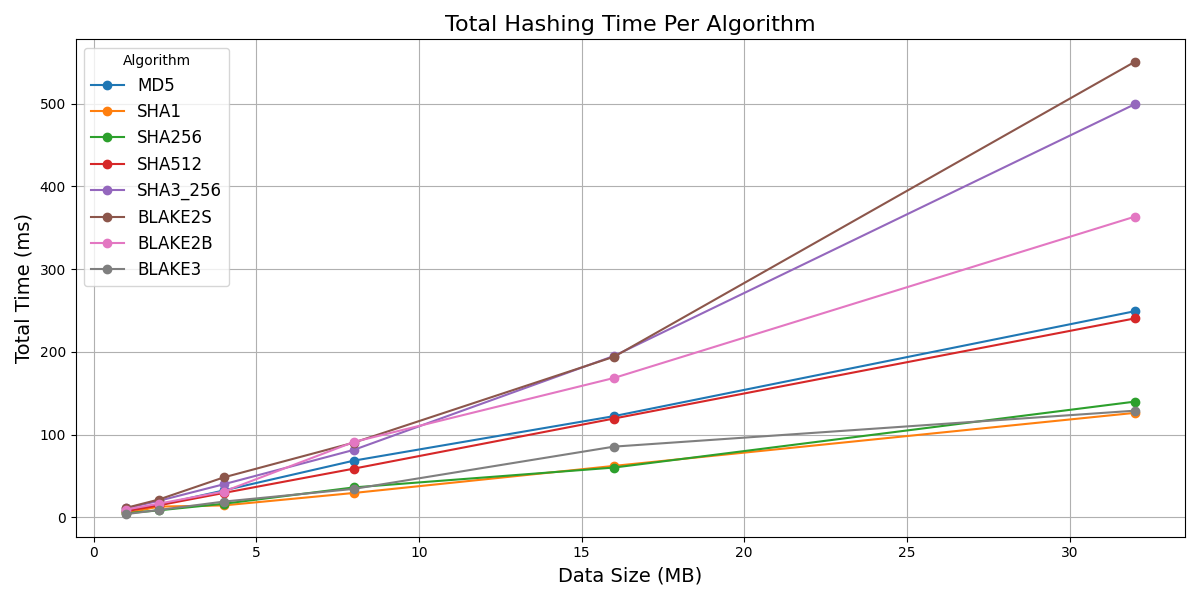 Total Hashing Time Per Algorithm
Algorithm
MD5
SHA1
SHA256
SHA512
SHA3_256
BLAKE2S
BLAKE2B
BLAKE3
Total Time (ms)
500
400
300
200
100
0
0 5 10 15 20 25 30
Data Size (MB)